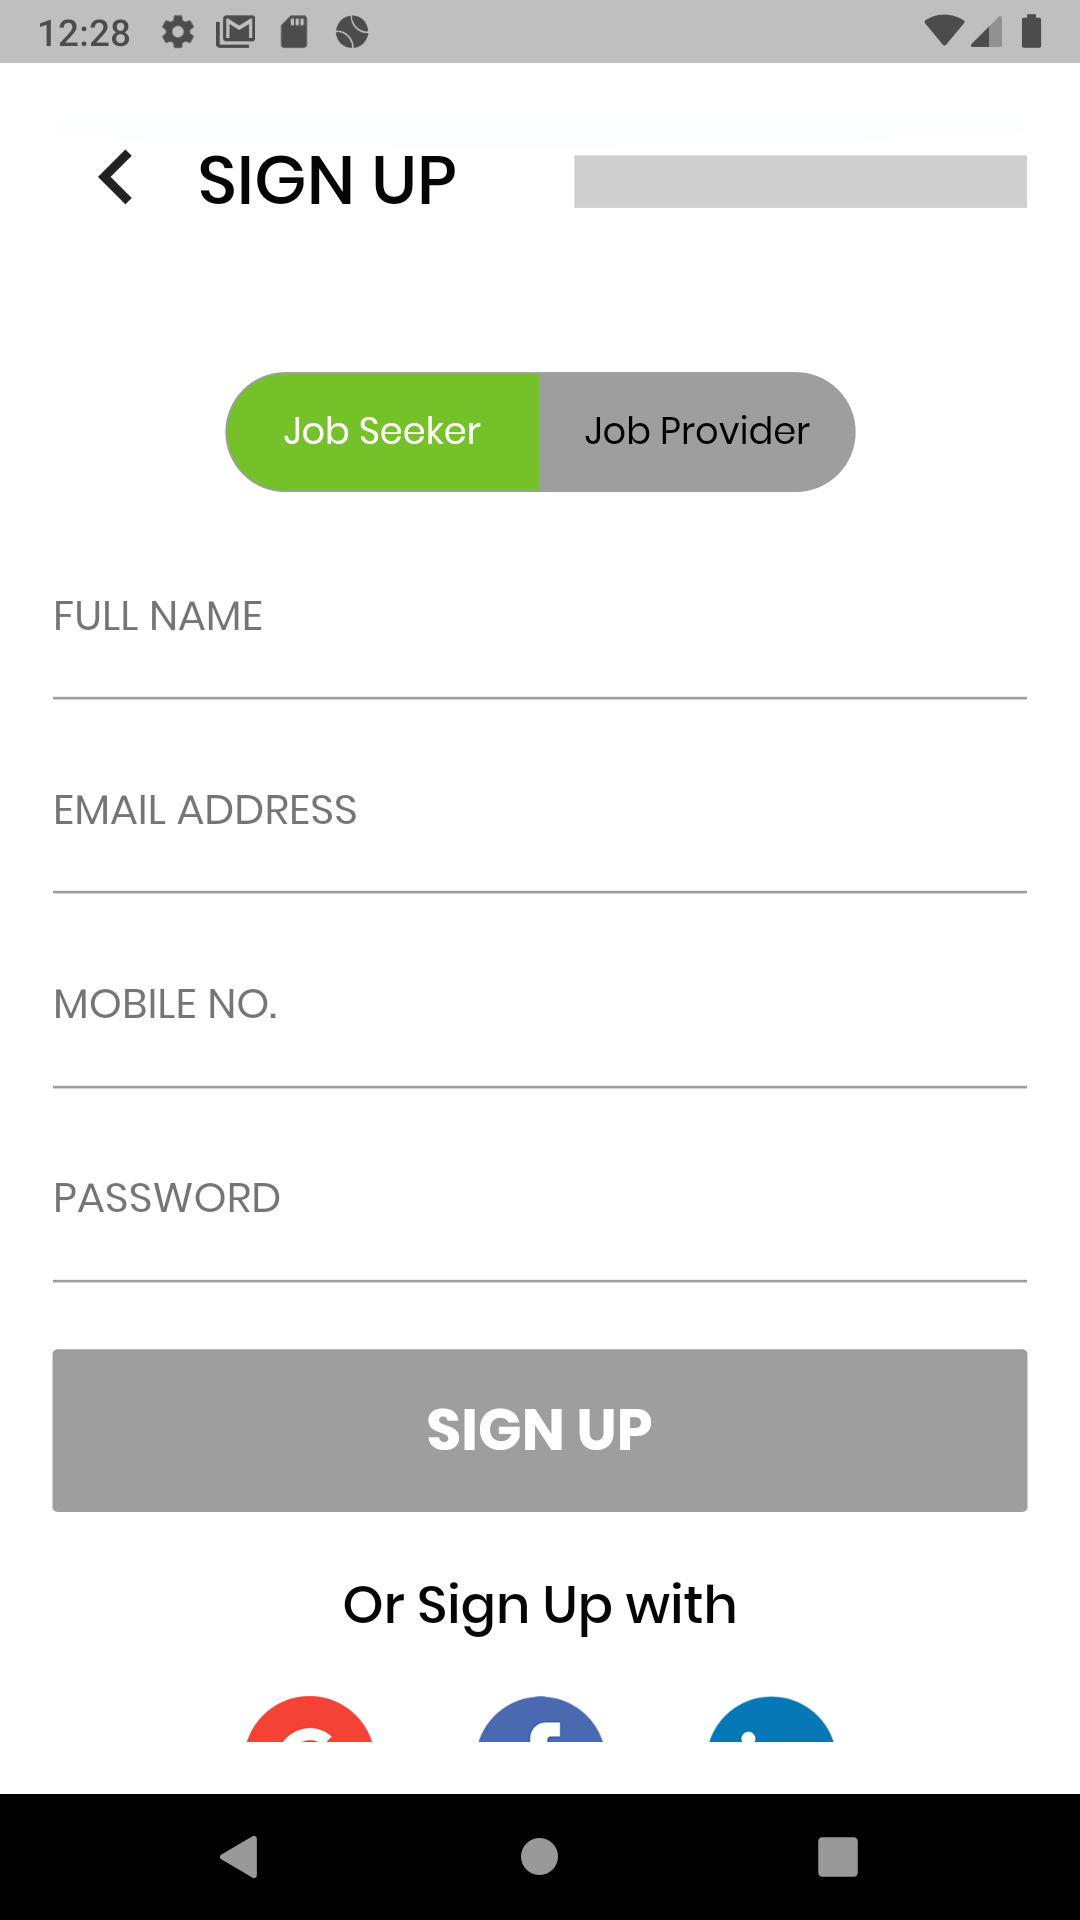 12:28
SIGN UP
Job Seeker Job Provider
FULL NAME
EMAIL ADDRESS
MOBILE NO.
PASSWORD
SIGN UP
Or Sign Up with